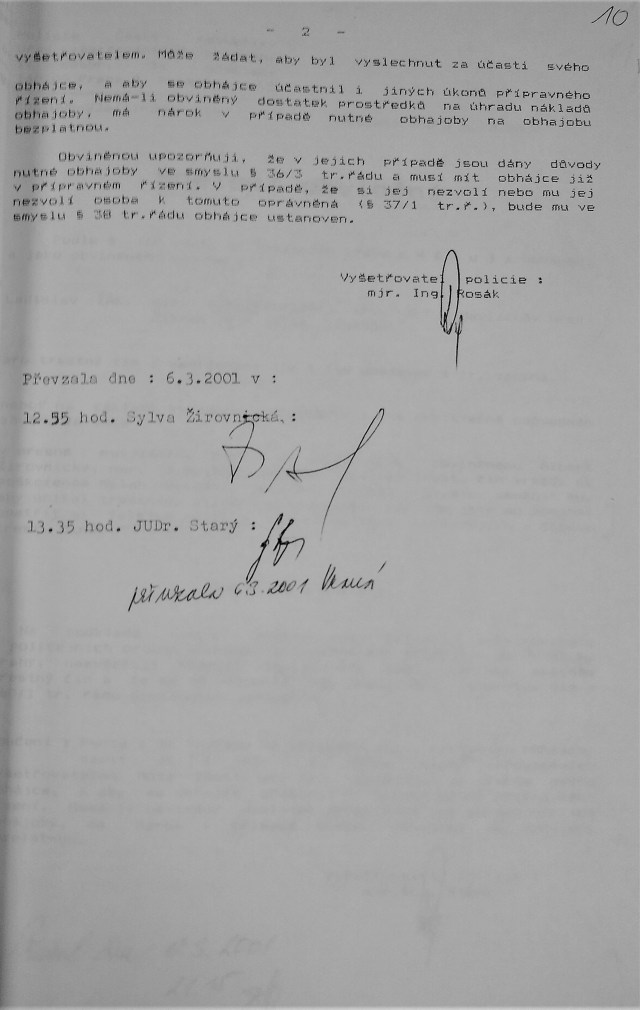 10
- 2 -
vyšetřovatelem. Může žádat, aby byl vyslechnut za účasti svého
obhájce, a aby se obhájce účastnil i jiných úkonů přípravného
řízení. Nemá-li obviněný dostatek prostředků na úhradu nákladů
obhajoby, má nárok v případě nutné obhajoby na obhajobu
bezplatnou.
Obviněnou upozorňuji, že v jejich případě jsou dány důvody
nutné obhajoby ve smyslu § 36/3 tr.řádu a musí mít obhájce již
v přípravném řízení. V případě, že si jej nezvolí nebo mu jej
nezvolí osoba k tomuto oprávněná (§ 37/1 tr.ř.), bude mu ve
smyslu § 38 tr.řádu obhájce ustanoven.
Vyšetřovatel policie :
mjr. Ing. Rosák
Převzala dne : 6.3.2001 v :
12.55 hod. Sylva Žirovnická :
13.35 hod. JUDr. Starý :
převzala 6.3.2001